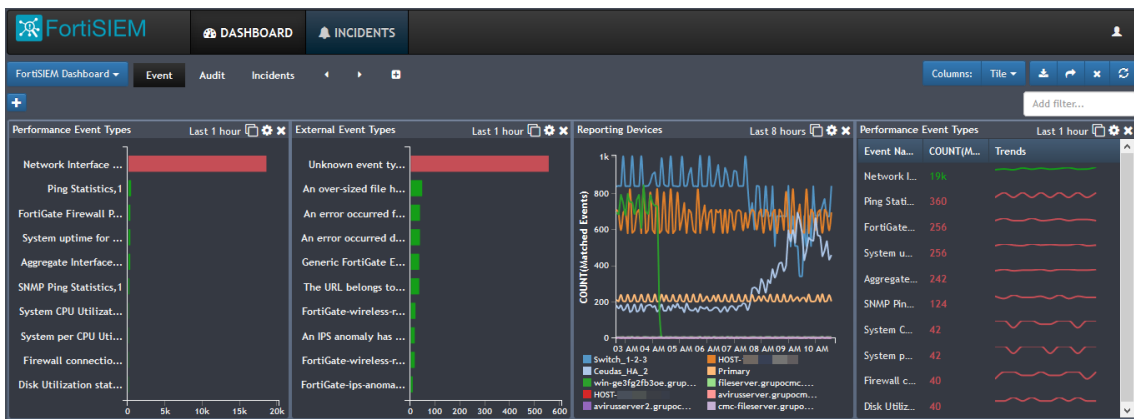 FortiSIEM
DASHBOARD
INCIDENTS
FortiSIEM Dashboard
Event
Audit
Incidents
Columns:
Tile
Add filter...
Performance Event Types
Last 1 hour
Network Interface ...
Ping Statistics,1
FortiGate Firewall P...
System uptime for ...
Aggregate Interface...
SNMP Ping Statistics,1
System CPU Utilizat...
System per CPU Uti...
Firewall connectio...
Disk Utilization stat...
0 5k 10k 15k 20k
External Event Types
Last 1 hour
Unknown event ty...
An over-sized file h...
An error occurred f...
An error occurred d...
Generic FortiGate E...
The URL belongs to...
FortiGate-wireless-r...
An IPS anomaly has ...
FortiGate-wireless-r...
FortiGate-ips-anoma...
0 100 200 300 400 500 600
Reporting Devices
Last 8 hours
COUNT(Matched Events)
1k
800
600
400
200
0
03 AM 04 AM 05 AM 06 AM 07 AM 08 AM 09 AM 10 AM
Switch_1-2-3
HOST-
Ceudas_HA_2
Primary
win-ge3fg2fb3oe.grup...
fileserver.grupocmc....
HOST-
avirusserver.grupocm...
avirusserver2.grupoc...
cmc-fileserver.grupo...
Performance Event Types
Last 1 hour
Event Na... COUNT(M... Trends
Network I... 19k
Ping Stati... 360
FortiGate... 256
System u... 256
Aggregate... 242
SNMP Pin... 124
System C... 42
System p... 42
Firewall c... 40
Disk Utiliz... 40